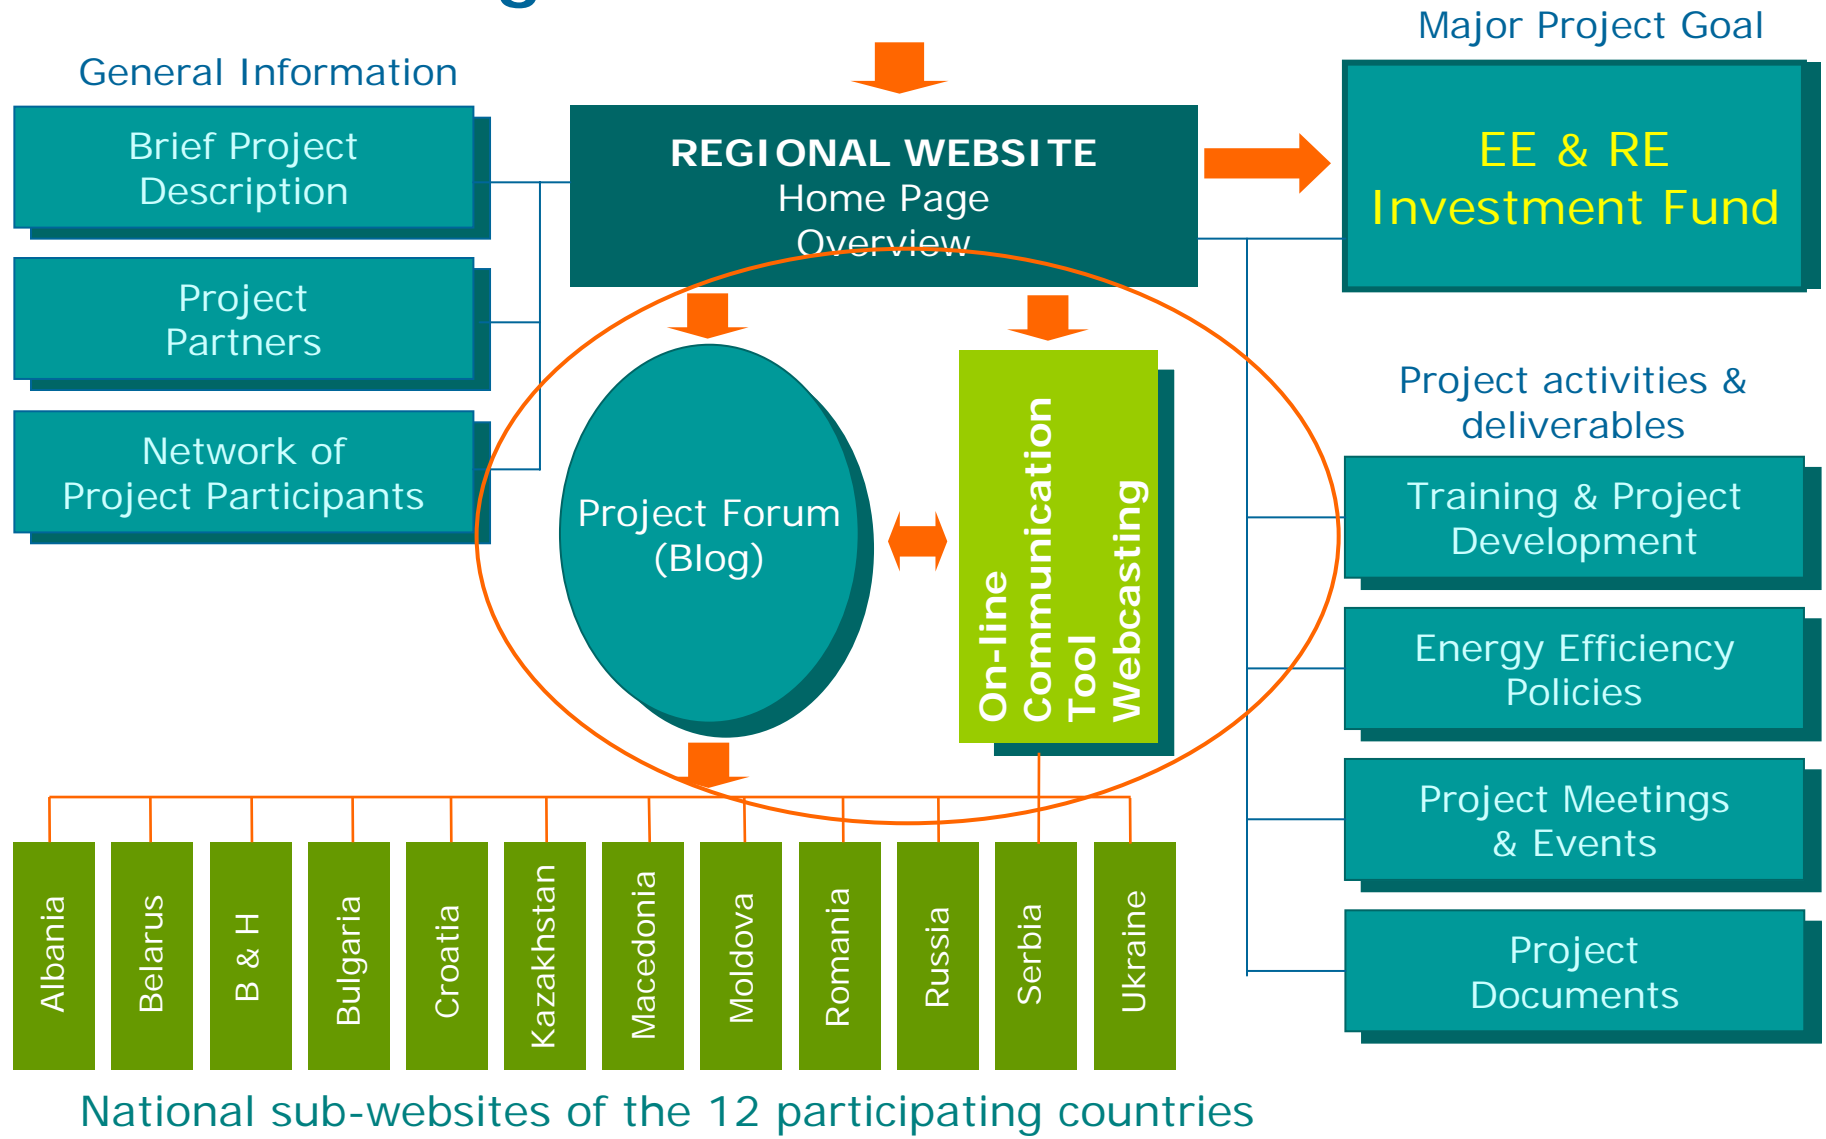 General Information
Brief Project
Description
Project
Partners
Network of
Project Participants
REGIONAL WEBSITE
Home Page
Overview
Major Project Goal
EE & RE
Investment Fund
Project Forum
(Blog)
On-line
Communication
Tool
Webcasting
Project activities &
deliverables
Training & Project
Development
Energy Efficiency
Policies
Project Meetings
& Events
Project
Documents
Albania
Belarus
B & H
Bulgaria
Croatia
Kazakhstan
Macedonia
Moldova
Romania
Russia
Serbia
Ukraine
National sub-websites of the 12 participating countries